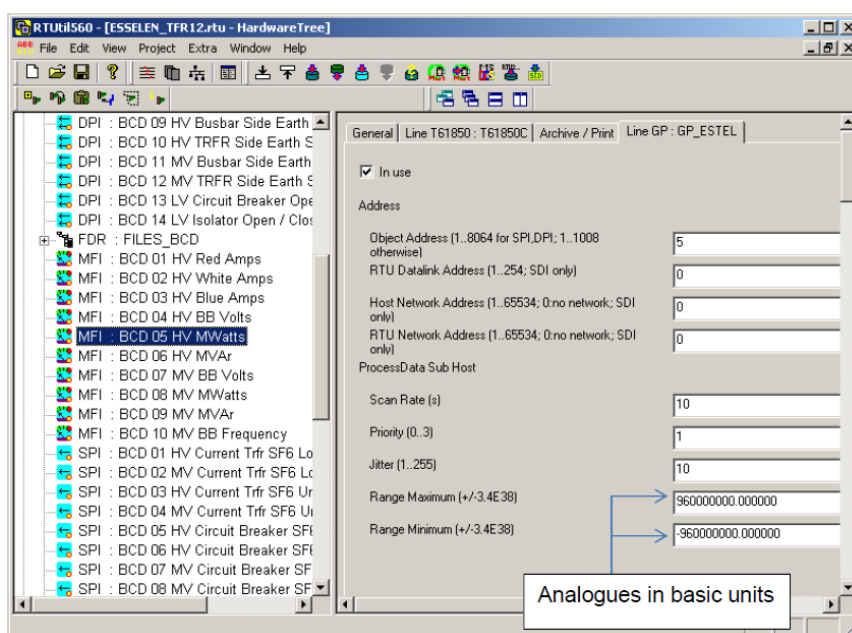 RTUtil560 - [ESSELEN_TFR12.rtu - HardwareTree]
ABB File Edit View Project Extra Window Help
DPI : BCD 09 HV Busbar Side Earth
DPI : BCD 10 HV TRFR Side Earth S
DPI : BCD 11 MV Busbar Side Earth
DPI : BCD 12 MV TRFR Side Earth S
DPI : BCD 13 LV Circuit Breaker Ope
DPI : BCD 14 LV Isolator Open / Clos
FDR : FILES_BCD
MFI : BCD 01 HV Red Amps
MFI : BCD 02 HV White Amps
MFI : BCD 03 HV Blue Amps
MFI : BCD 04 HV BB Volts
MFI : BCD 05 HV MWatts
MFI : BCD 06 HV MVAr
MFI : BCD 07 MV BB Volts
MFI : BCD 08 MV MWatts
MFI : BCD 09 MV MVAr
MFI : BCD 10 MV BB Frequency
SPI : BCD 01 HV Current Trfr SF6 Lo
SPI : BCD 02 MV Current Trfr SF6 Lo
SPI : BCD 03 HV Current Trfr SF6 Ur
SPI : BCD 04 MV Current Trfr SF6 Ur
SPI : BCD 05 HV Circuit Breaker SF6
SPI : BCD 06 HV Circuit Breaker SF6
SPI : BCD 07 MV Circuit Breaker SF
SPI : BCD 08 MV Circuit Breaker SF
General Line T61850 : T61850C Archive / Print Line GP : GP_ESTEL
In use
Address
Object Address (1..8064 for SPI,DPI; 1..1008 otherwise) 5
RTU Datalink Address (1..254; SDI only) 0
Host Network Address (1..65534; 0:no network; SDI only) 0
RTU Network Address (1..65534; 0:no network; SDI only) 0
ProcessData Sub Host
Scan Rate (s) 10
Priority (0..3) 1
Jitter (1..255) 10
Range Maximum (+/-3.4E38) 960000000.000000
Range Minimum (+/-3.4E38) -960000000.000000
Analogues in basic units